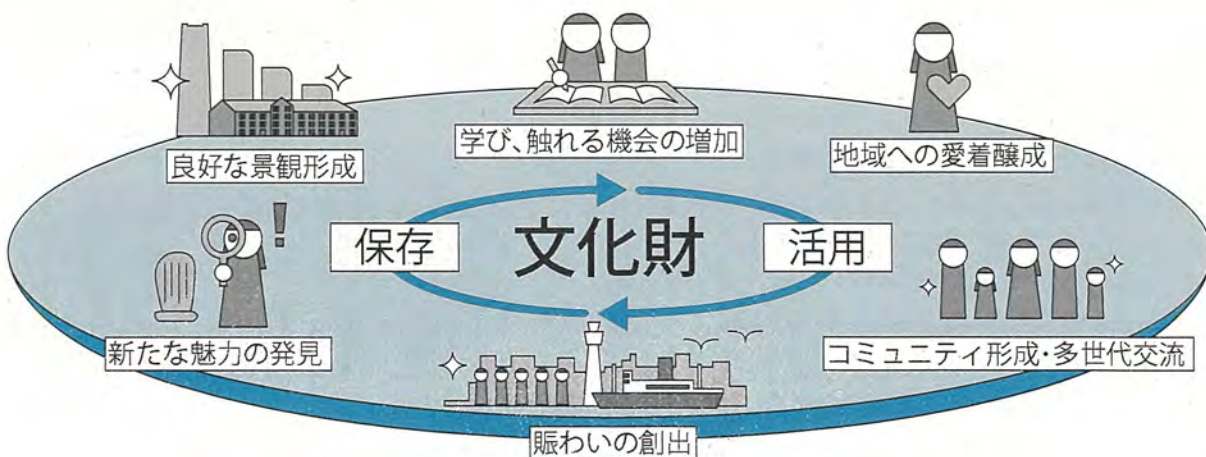 良好な景観形成
学び、触れる機会の増加
地域への愛着醸成
保存
文化財
活用
新たな魅力の発見
!
コミュニティ形成・多世代交流
賑わいの創出